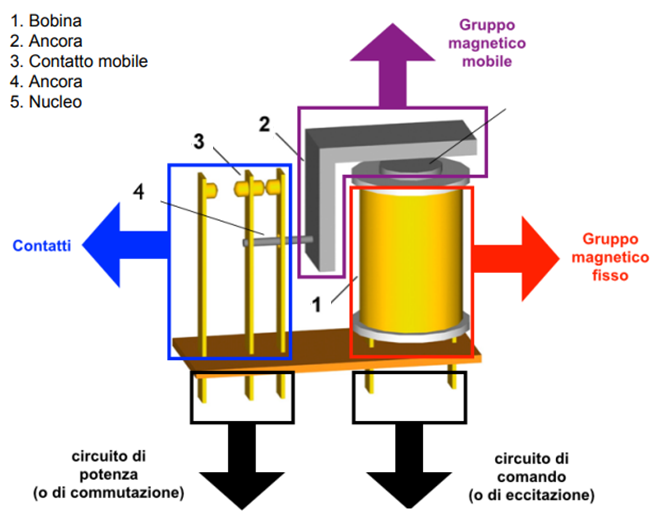 1. Bobina
2. Ancora
3. Contatto mobile
4. Ancora
5. Nucleo
Gruppo
magnetico
mobile
2
3
4
Contatti
1
Gruppo
magnetico
fisso
circuito di
potenza
(o di commutazione)
circuito di
comando
(o di eccitazione)